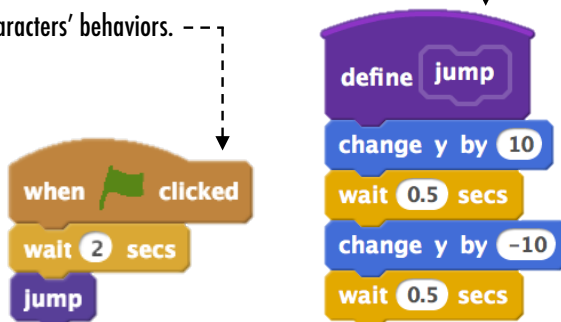 aracters' behaviors.
when clicked
wait 2 secs
jump
define jump
change y by 10
wait 0.5 secs
change y by -10
wait 0.5 secs